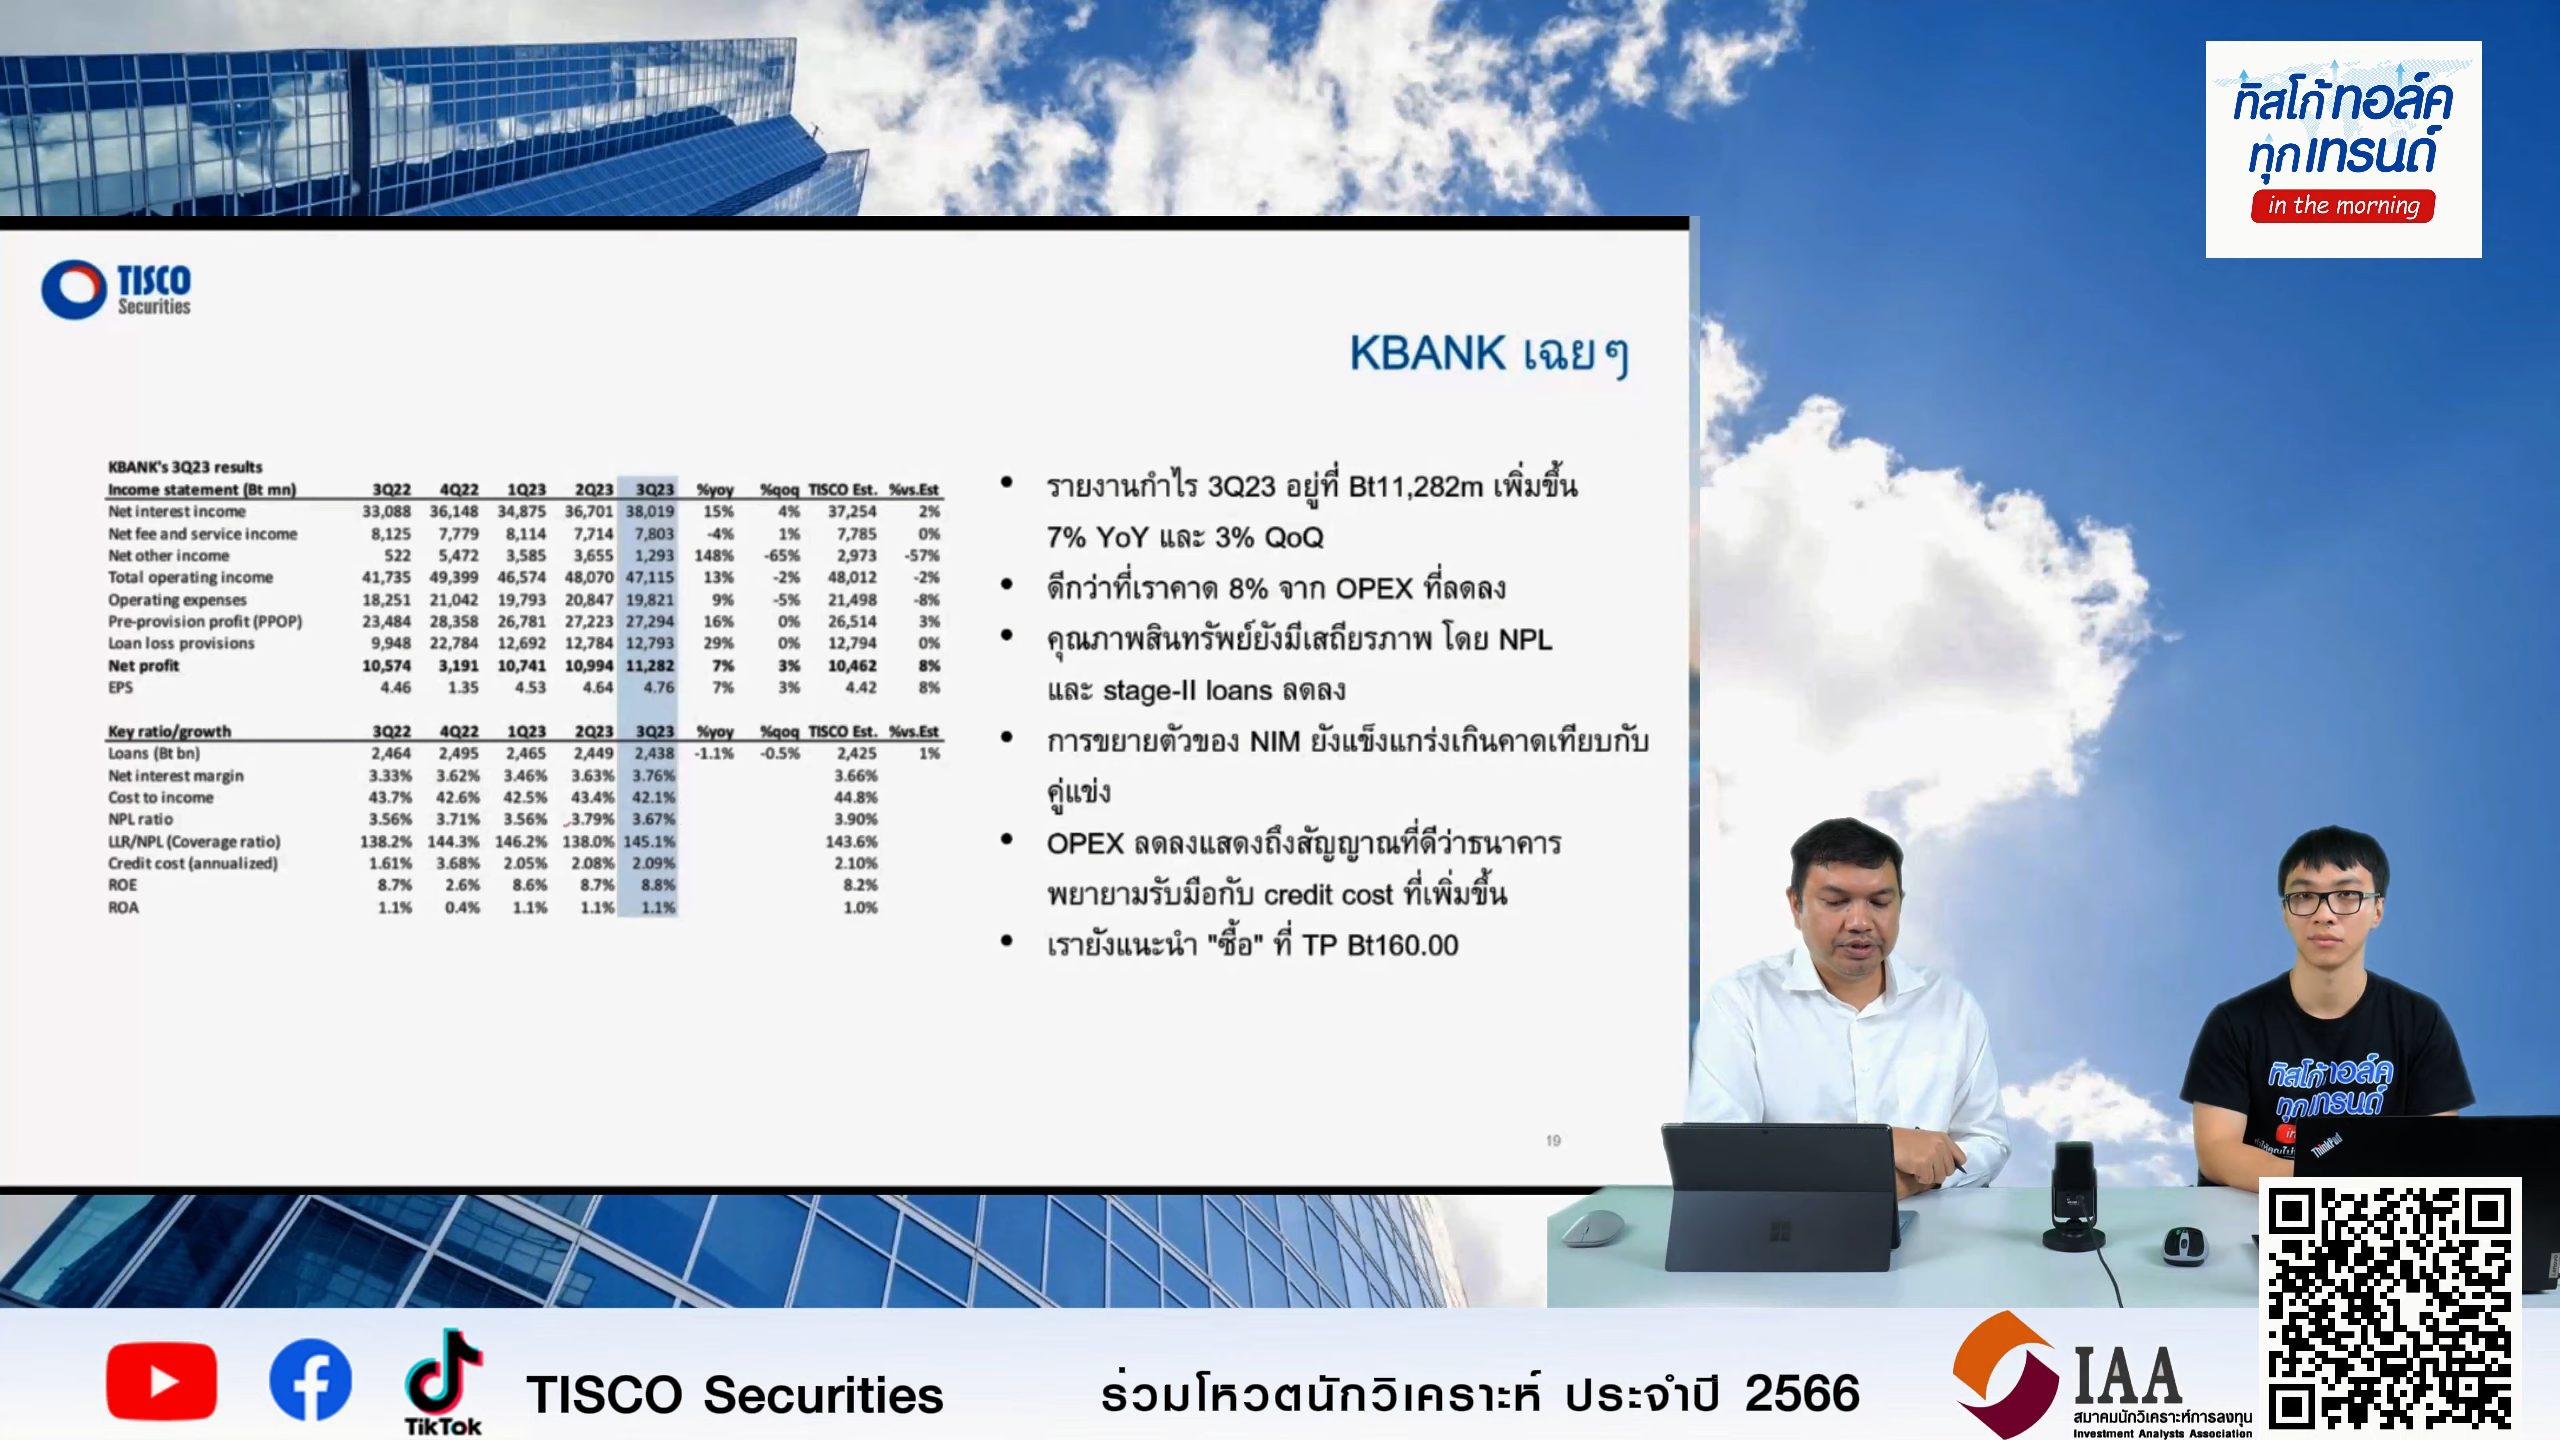 ทิสโก้ทอล์ค
ทุกเทรนด์
in the morning
TISCO
Securities
KBANK เฉยๆ
KBANK's 3Q23 results
Income statement (Bt mn) 3Q22 4Q22 1Q23 2Q23 3Q23 %yoy %qoq TISCO Est. %vs.Est
Net interest income 33,088 36,148 34,875 36,701 38,019 15% 4% 37,254 2%
Net fee and service income 8,125 7,779 8,114 7,714 7,803 -4% 1% 7,785 0%
Net other income 522 5,472 3,585 3,655 1,293 148% -65% 2,973 -57%
Total operating income 41,735 49,399 46,574 48,070 47,115 13% -2% 48,012 -2%
Operating expenses 18,251 21,042 19,793 20,847 19,821 9% -5% 21,498 -8%
Pre-provision profit (PPOP) 23,484 28,358 26,781 27,223 27,294 16% 0% 26,514 3%
Loan loss provisions 9,948 22,784 12,692 12,784 12,793 29% 0% 12,794 0%
Net profit 10,574 3,191 10,741 10,994 11,282 7% 3% 10,462 8%
EPS 4.46 1.35 4.53 4.64 4.76 7% 3% 4.42 8%
Key ratio/growth 3Q22 4Q22 1Q23 2Q23 3Q23 %yoy %qoq TISCO Est. %vs.Est
Loans (Bt bn) 2,464 2,495 2,465 2,449 2,438 -1.1% -0.5% 2,425 1%
Net interest margin 3.33% 3.62% 3.46% 3.63% 3.76% 3.66%
Cost to income 43.7% 42.6% 42.5% 43.4% 42.1% 44.8%
NPL ratio 3.56% 3.71% 3.56% 3.79% 3.67% 3.90%
LLR/NPL (Coverage ratio) 138.2% 144.3% 146.2% 138.0% 145.1% 143.6%
Credit cost (annualized) 1.61% 3.68% 2.05% 2.08% 2.09% 2.10%
ROE 8.7% 2.6% 8.6% 8.7% 8.8% 8.2%
ROA 1.1% 0.4% 1.1% 1.1% 1.1% 1.0%
• รายงานกำไร 3Q23 อยู่ที่ Bt11,282m เพิ่มขึ้น
7% YoY และ 3% QoQ
• ดีกว่าที่เราคาด 8% จาก OPEX ที่ลดลง
• คุณภาพสินทรัพย์ยังมีเสถียรภาพ โดย NPL
และ stage-II loans ลดลง
• การขยายตัวของ NIM ยังแข็งแกร่งเกินคาดเทียบกับ
คู่แข่ง
• OPEX ลดลงแสดงถึงสัญญาณที่ดีว่าธนาคาร
พยายามรับมือกับ credit cost ที่เพิ่มขึ้น
• เรายังแนะนำ "ซื้อ" ที่ TP Bt160.00
19
ทิสโก้ทอล์ค
ทุกเทรนด์
ThinkPad
TikTok
TISCO Securities
ร่วมโหวตนักวิเคราะห์ ประจำปี 2566
IAA
สมาคมนักวิเคราะห์การลงทุน
Investment Analysts Association